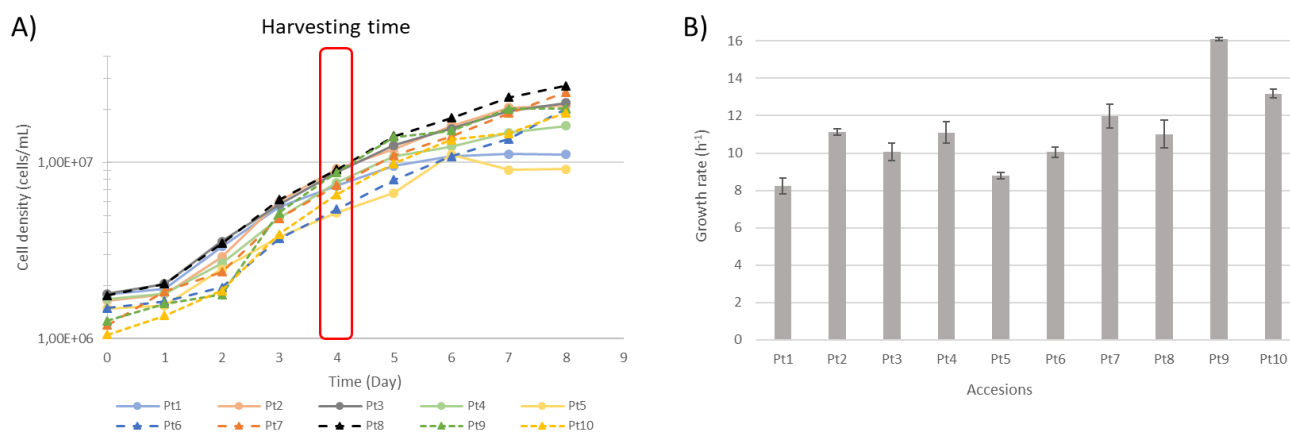 A)
Harvesting time
Cell density (cells/mL)
1,00E+07
1,00E+06
0 1 2 3 4 5 6 7 8 9
Time (Day)
Pt1 Pt2 Pt3 Pt4 Pt5
Pt6 Pt7 Pt8 Pt9 Pt10
B)
Growth rate (h-1)
16
14
12
10
8
6
4
2
0
Pt1 Pt2 Pt3 Pt4 Pt5 Pt6 Pt7 Pt8 Pt9 Pt10
Accesions